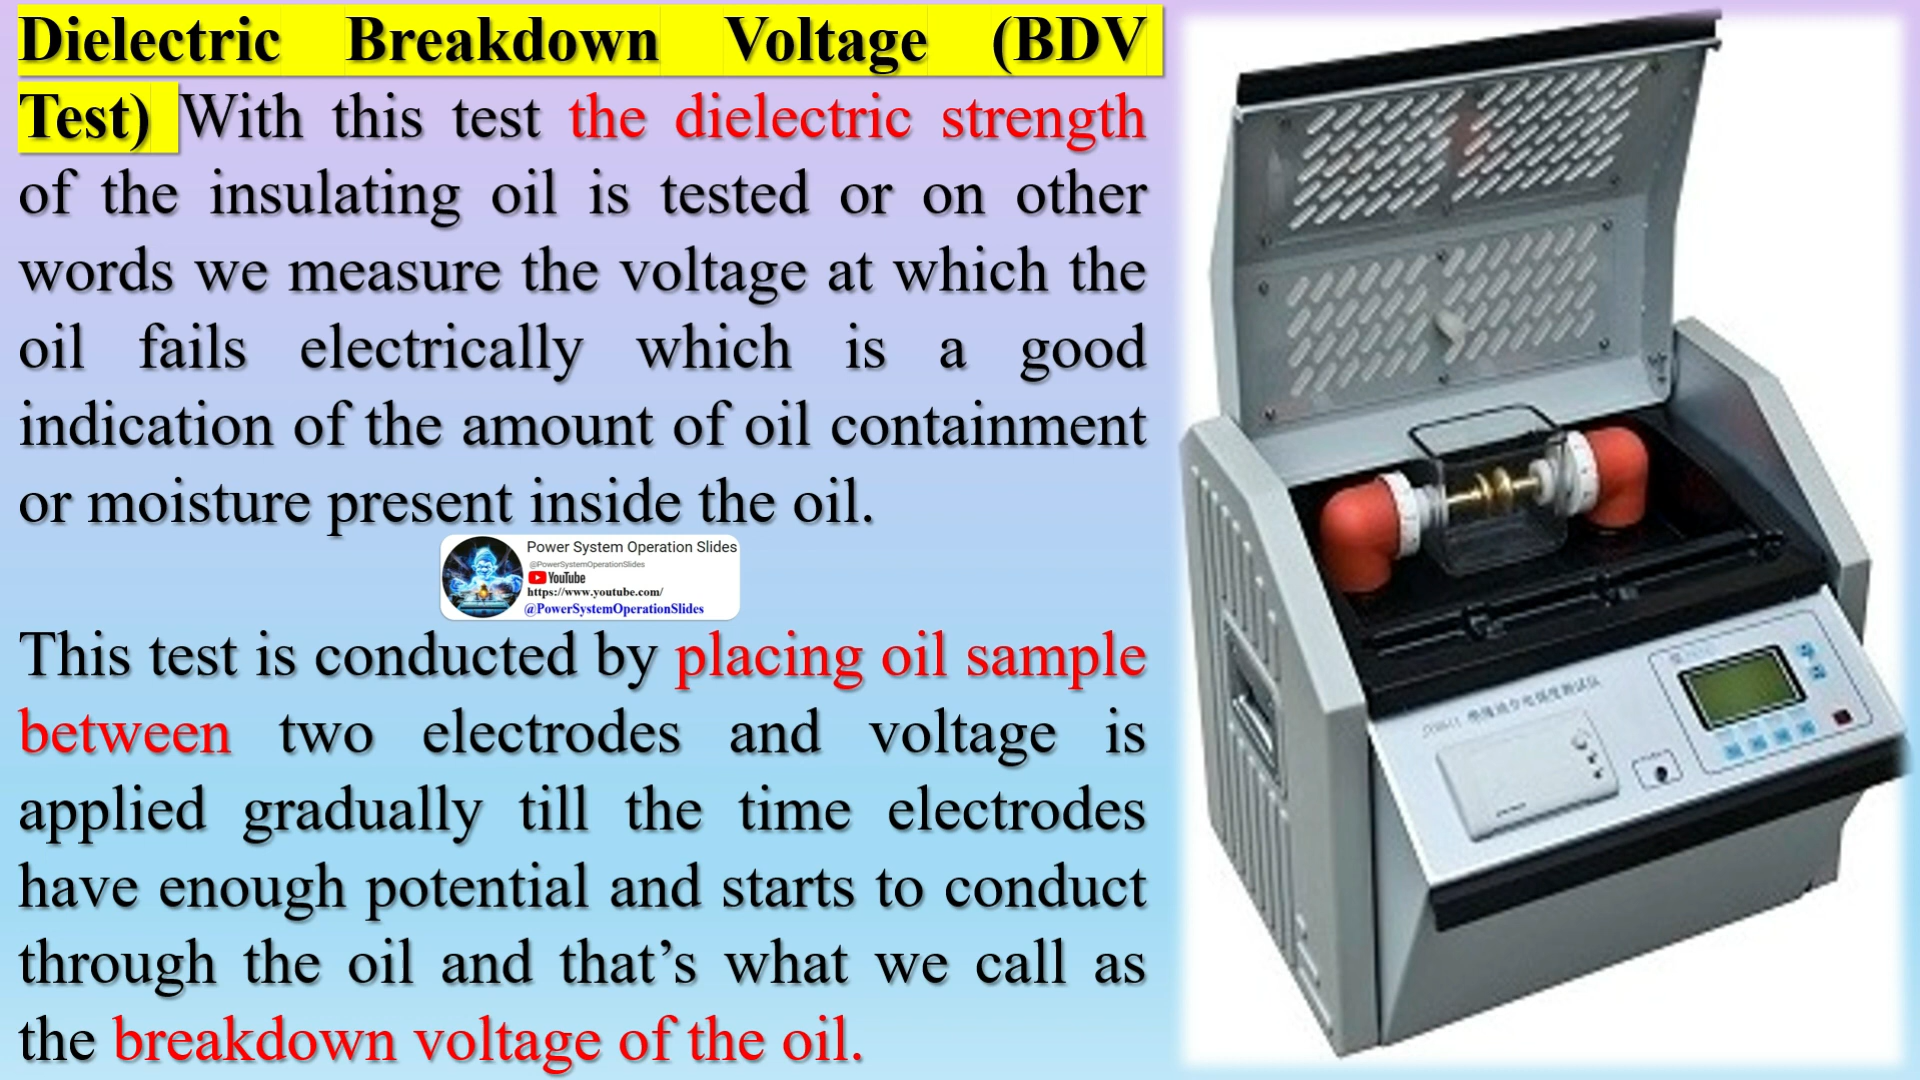 Dielectric Breakdown Voltage (BDV
Test) With this test the dielectric strength
of the insulating oil is tested or on other
words we measure the voltage at which the
oil fails electrically which is a good
indication of the amount of oil containment
or moisture present inside the oil.
Power System Operation Slides
@PowerSystemOperationSlides
YouTube
https://www.youtube.com/
@PowerSystemOperationSlides
This test is conducted by placing oil sample
between two electrodes and voltage is
applied gradually till the time electrodes
have enough potential and starts to conduct
through the oil and that’s what we call as
the breakdown voltage of the oil.